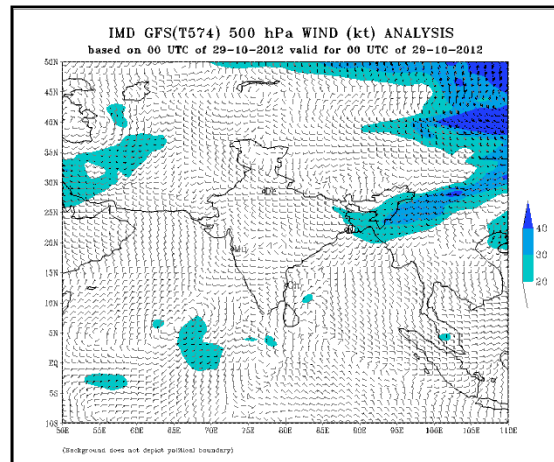 IMD GFS(T574) 500 hPa WIND (kt) ANALYSIS
based on 00 UTC of 29-10-2012 valid for 00 UTC of 29-10-2012
50N
45N
40N
35N
30N
25N
20N
15N
10N
5N
EQ
5S
10S
De
Mu
Ch
40
30
20
50E 55E 60E 65E 70E 75E 80E 85E 90E 95E 100E 105E 110E
(Background does not depict political boundary)